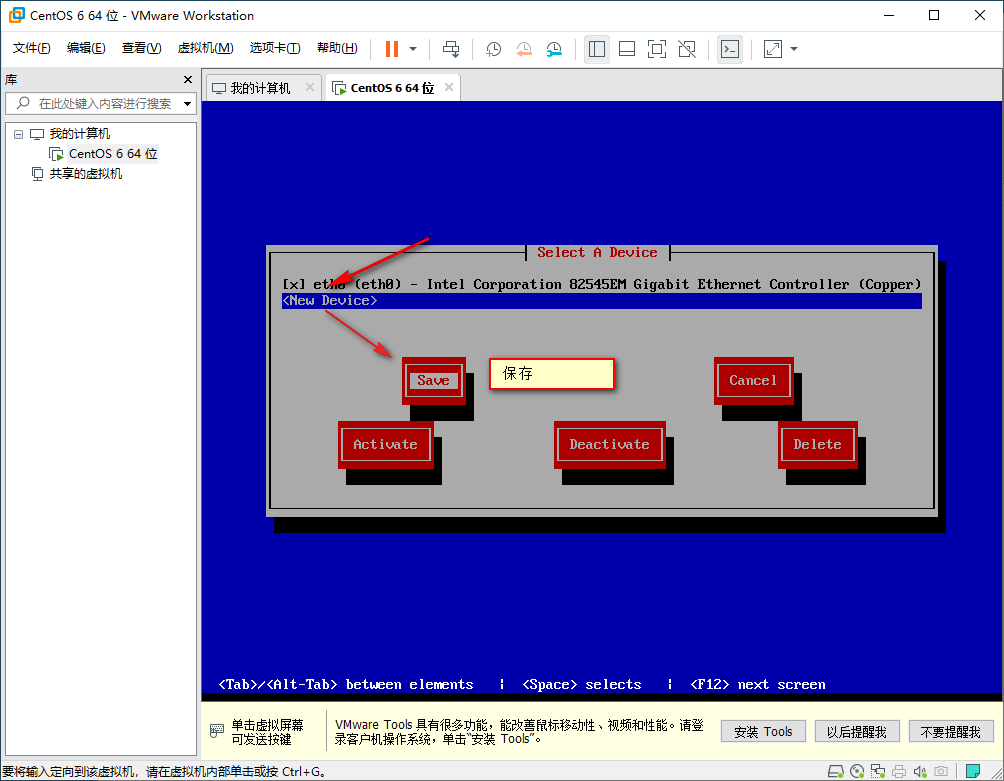 CentOS 6 64 位 - VMware Workstation
文件(F) 编辑(E) 查看(V) 虚拟机(M) 选项卡(T) 帮助(H)
库
在此处键入内容进行搜索
我的计算机
CentOS 6 64 位
共享的虚拟机
我的计算机 CentOS 6 64 位
Select A Device
[x] eth0 (eth0) - Intel Corporation 82545EM Gigabit Ethernet Controller (Copper)
<New Device>
Save 保存 Cancel
Activate Deactivate Delete
<Tab>/<Alt-Tab> between elements | <Space> selects | <F12> next screen
单击虚拟屏幕
可发送按键
VMware Tools 具有很多功能，能改善鼠标移动性、视频和性能。请登
录客户机操作系统，单击“安装 Tools”。
安装 Tools 以后提醒我 不要提醒我
要将输入定向到该虚拟机，请在虚拟机内部单击或按 Ctrl+G。